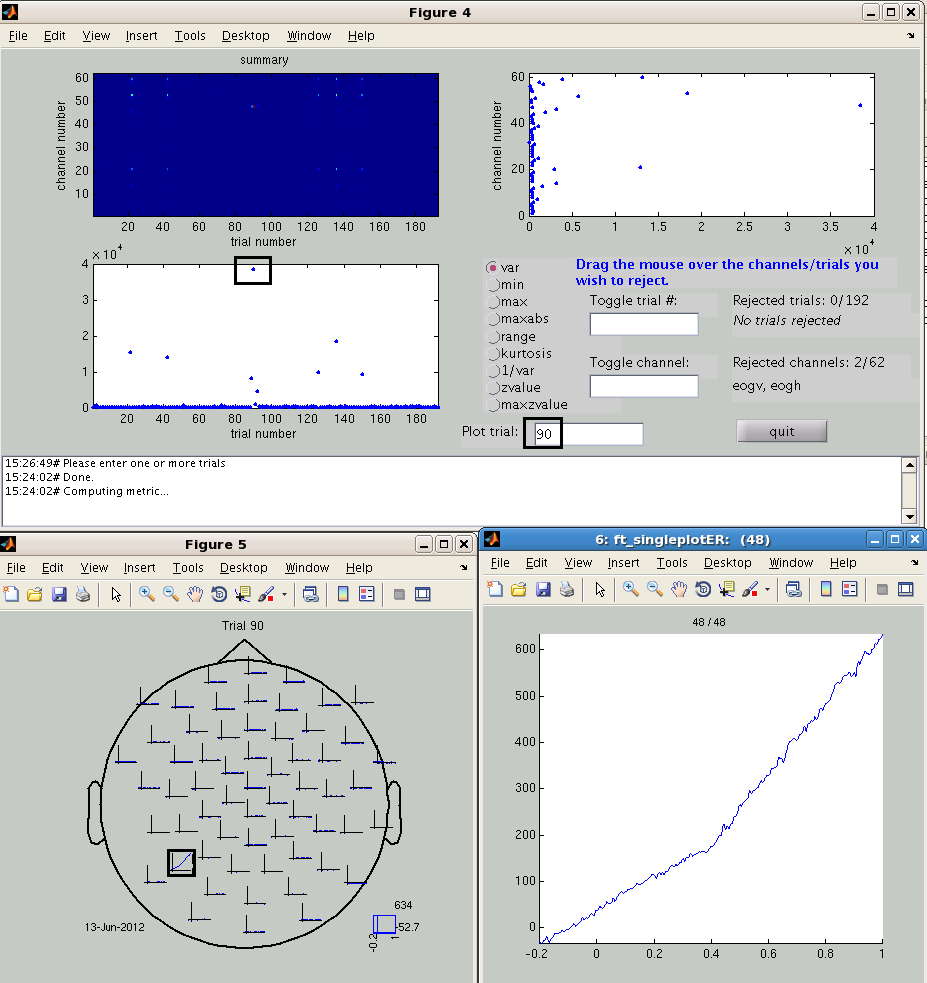 Figure 4
File Edit View Insert Tools Desktop Window Help
summary
60
50
40
30
20
10
channel number
20 40 60 80 100 120 140 160 180
trial number
60
40
20
0
channel number
0 0.5 1 1.5 2 2.5 3 3.5 4
× 10^4
× 10^4
4
3
2
1
0
20 40 60 80 100 120 140 160 180
trial number
var
min
max
maxabs
range
kurtosis
1/var
zvalue
maxzvalue
Drag the mouse over the channels/trials you
wish to reject.
Toggle trial #:
Rejected trials: 0/192
No trials rejected
Toggle channel:
Rejected channels: 2/62
eogv, eogh
Plot trial: 90
quit
15:26:49# Please enter one or more trials
15:24:02# Done.
15:24:02# Computing metric...
Figure 5
File Edit View Insert Tools Desktop Window Help
Trial 90
13-Jun-2012
634
-52.7
-0.2
1
6: ft_singleplotER: (48)
File Edit View Insert Tools Desktop Window Help
48 / 48
600
500
400
300
200
100
0
-0.2 0 0.2 0.4 0.6 0.8 1